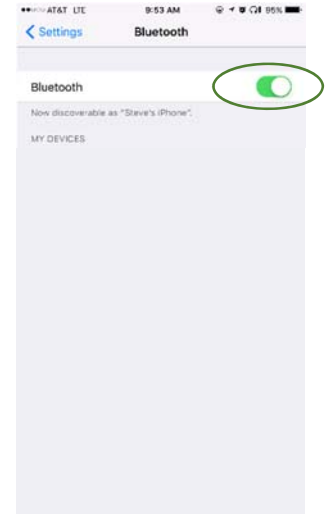 AT&T LTE 9:53 AM 95%
Settings Bluetooth
Bluetooth
Now discoverable as "Steve's iPhone".
MY DEVICES